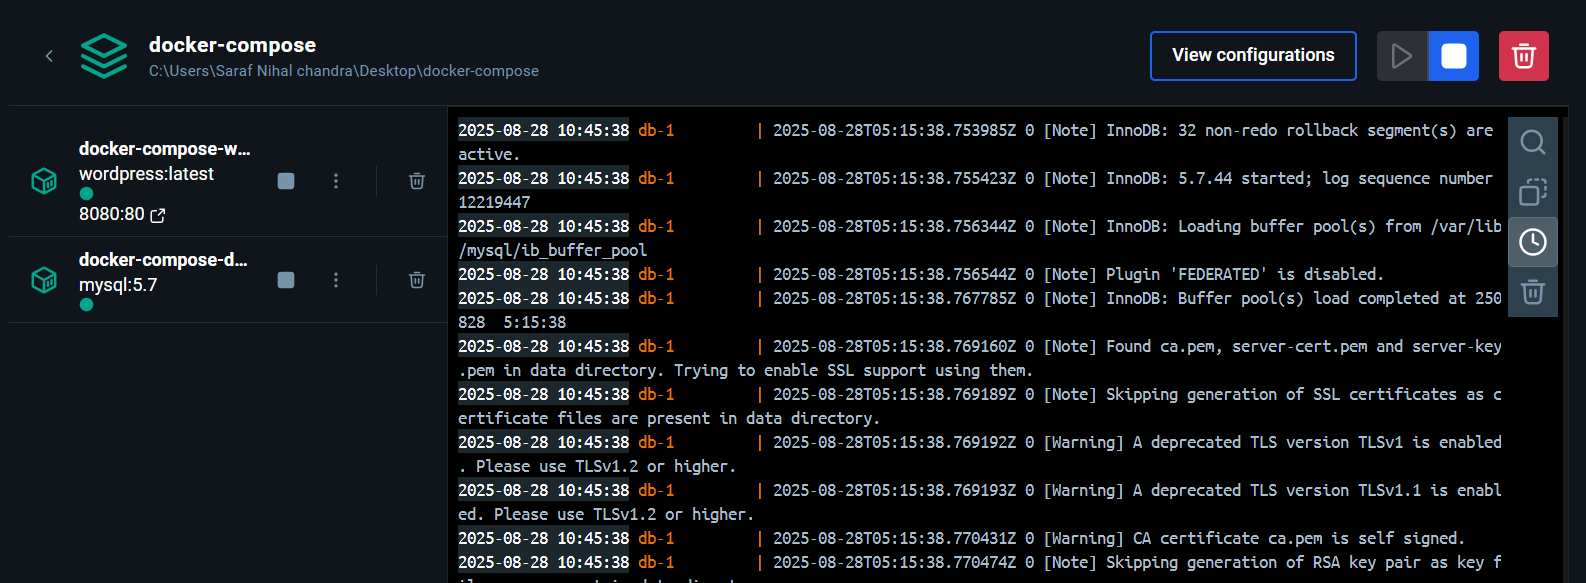 docker-compose
C:\Users\Saraf Nihal chandra\Desktop\docker-compose
View configurations
docker-compose-w...
wordpress:latest
8080:80
docker-compose-d...
mysql:5.7
2025-08-28 10:45:38 db-1 | 2025-08-28T05:15:38.753985Z 0 [Note] InnoDB: 32 non-redo rollback segment(s) are
active.
2025-08-28 10:45:38 db-1 | 2025-08-28T05:15:38.755423Z 0 [Note] InnoDB: 5.7.44 started; log sequence number
12219447
2025-08-28 10:45:38 db-1 | 2025-08-28T05:15:38.756344Z 0 [Note] InnoDB: Loading buffer pool(s) from /var/lib
/mysql/ib_buffer_pool
2025-08-28 10:45:38 db-1 | 2025-08-28T05:15:38.756544Z 0 [Note] Plugin 'FEDERATED' is disabled.
2025-08-28 10:45:38 db-1 | 2025-08-28T05:15:38.767785Z 0 [Note] InnoDB: Buffer pool(s) load completed at 250
828  5:15:38
2025-08-28 10:45:38 db-1 | 2025-08-28T05:15:38.769160Z 0 [Note] Found ca.pem, server-cert.pem and server-key
.pem in data directory. Trying to enable SSL support using them.
2025-08-28 10:45:38 db-1 | 2025-08-28T05:15:38.769189Z 0 [Note] Skipping generation of SSL certificates as c
ertificate files are present in data directory.
2025-08-28 10:45:38 db-1 | 2025-08-28T05:15:38.769192Z 0 [Warning] A deprecated TLS version TLSv1 is enabled
. Please use TLSv1.2 or higher.
2025-08-28 10:45:38 db-1 | 2025-08-28T05:15:38.769193Z 0 [Warning] A deprecated TLS version TLSv1.1 is enabl
ed. Please use TLSv1.2 or higher.
2025-08-28 10:45:38 db-1 | 2025-08-28T05:15:38.770431Z 0 [Warning] CA certificate ca.pem is self signed.
2025-08-28 10:45:38 db-1 | 2025-08-28T05:15:38.770474Z 0 [Note] Skipping generation of RSA key pair as key f